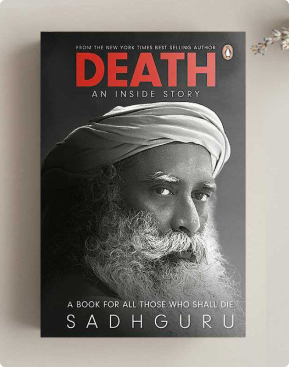 FROM THE NEW YORK TIMES BEST SELLING AUTHOR
DEATH
AN INSIDE STORY
A BOOK FOR ALL THOSE WHO SHALL DIE
SADHGURU